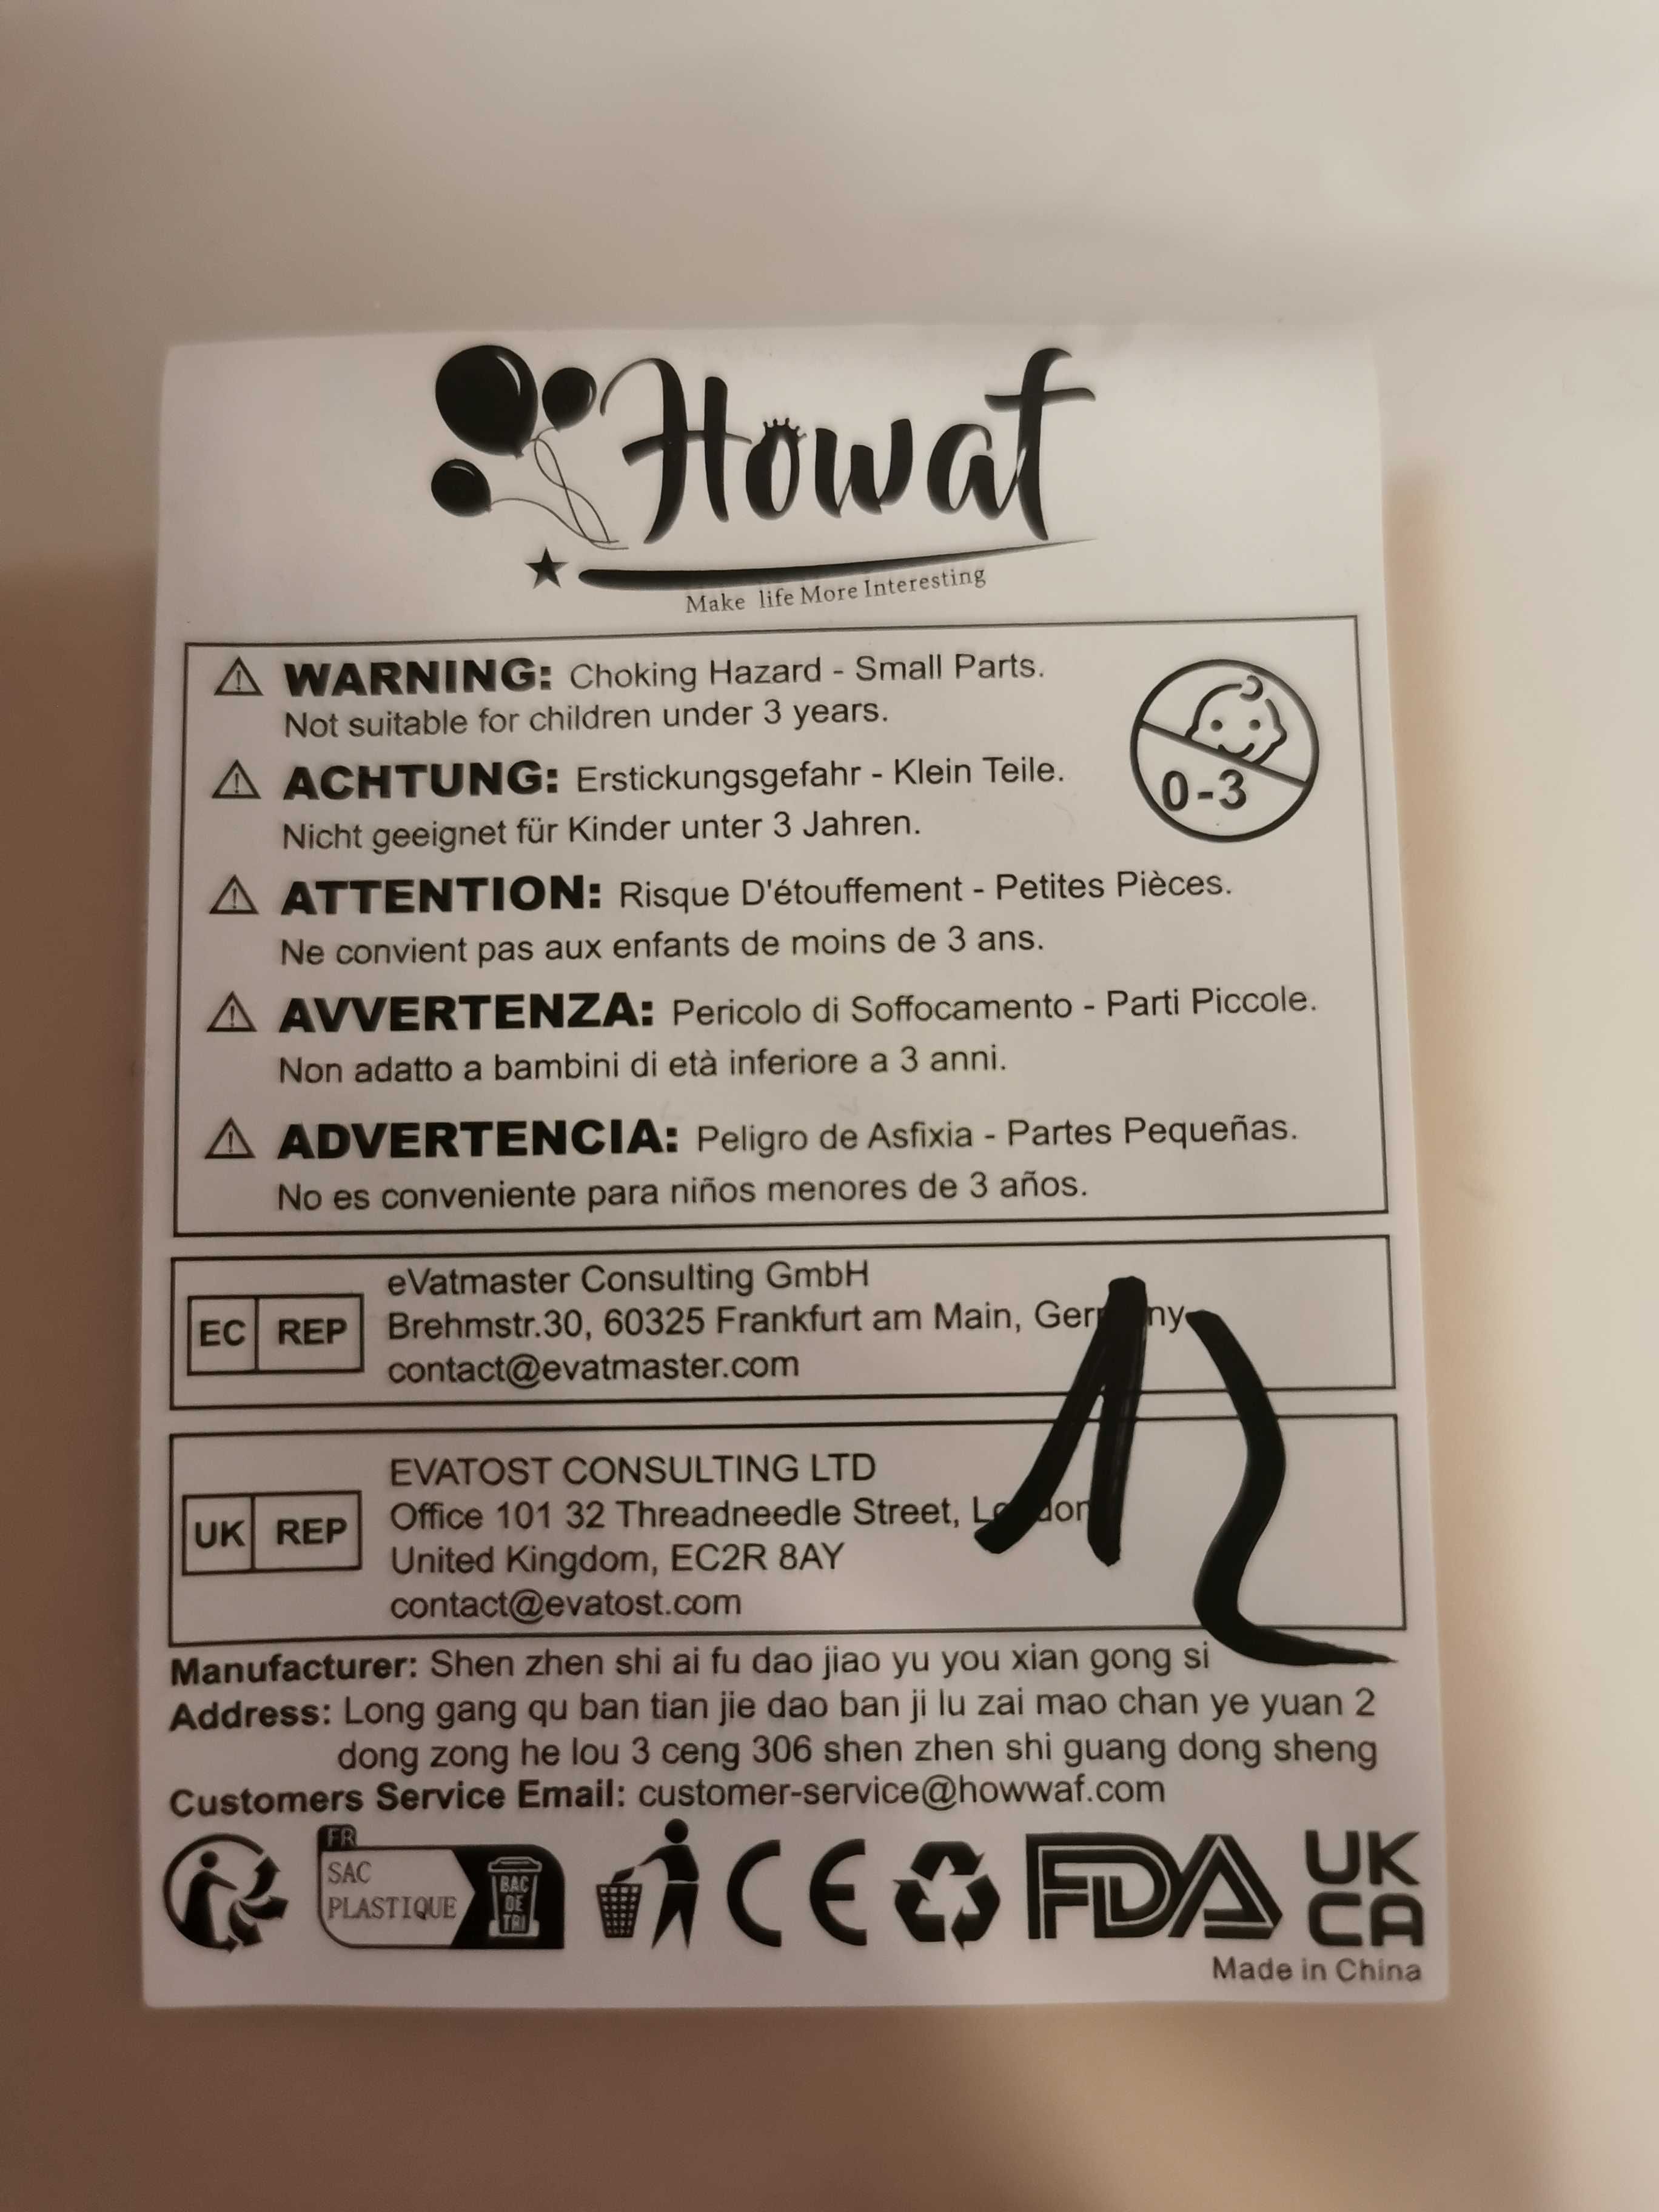 Howaf
Make life More Interesting
WARNING: Choking Hazard - Small Parts.
Not suitable for children under 3 years.
0-3
ACHTUNG: Erstickungsgefahr - Klein Teile.
Nicht geeignet für Kinder unter 3 Jahren.
ATTENTION: Risque D'étouffement - Petites Pièces.
Ne convient pas aux enfants de moins de 3 ans.
AVVERTENZA: Pericolo di Soffocamento - Parti Piccole.
Non adatto a bambini di età inferiore a 3 anni.
ADVERTENCIA: Peligro de Asfixia - Partes Pequeñas.
No es conveniente para niños menores de 3 años.
EC REP
eVatmaster Consulting GmbH
Brehmstr.30, 60325 Frankfurt am Main, Germany
contact@evatmaster.com
12
UK REP
EVATOST CONSULTING LTD
Office 101 32 Threadneedle Street, London
United Kingdom, EC2R 8AY
contact@evatost.com
Manufacturer: Shen zhen shi ai fu dao jiao yu you xian gong si
Address: Long gang qu ban tian jie dao ban ji lu zai mao chan ye yuan 2
dong zong he lou 3 ceng 306 shen zhen shi guang dong sheng
Customers Service Email: customer-service@howwaf.com
FR
SAC
PLASTIQUE
BAC
DE
TRI
CE
FDA
UK
CA
Made in China